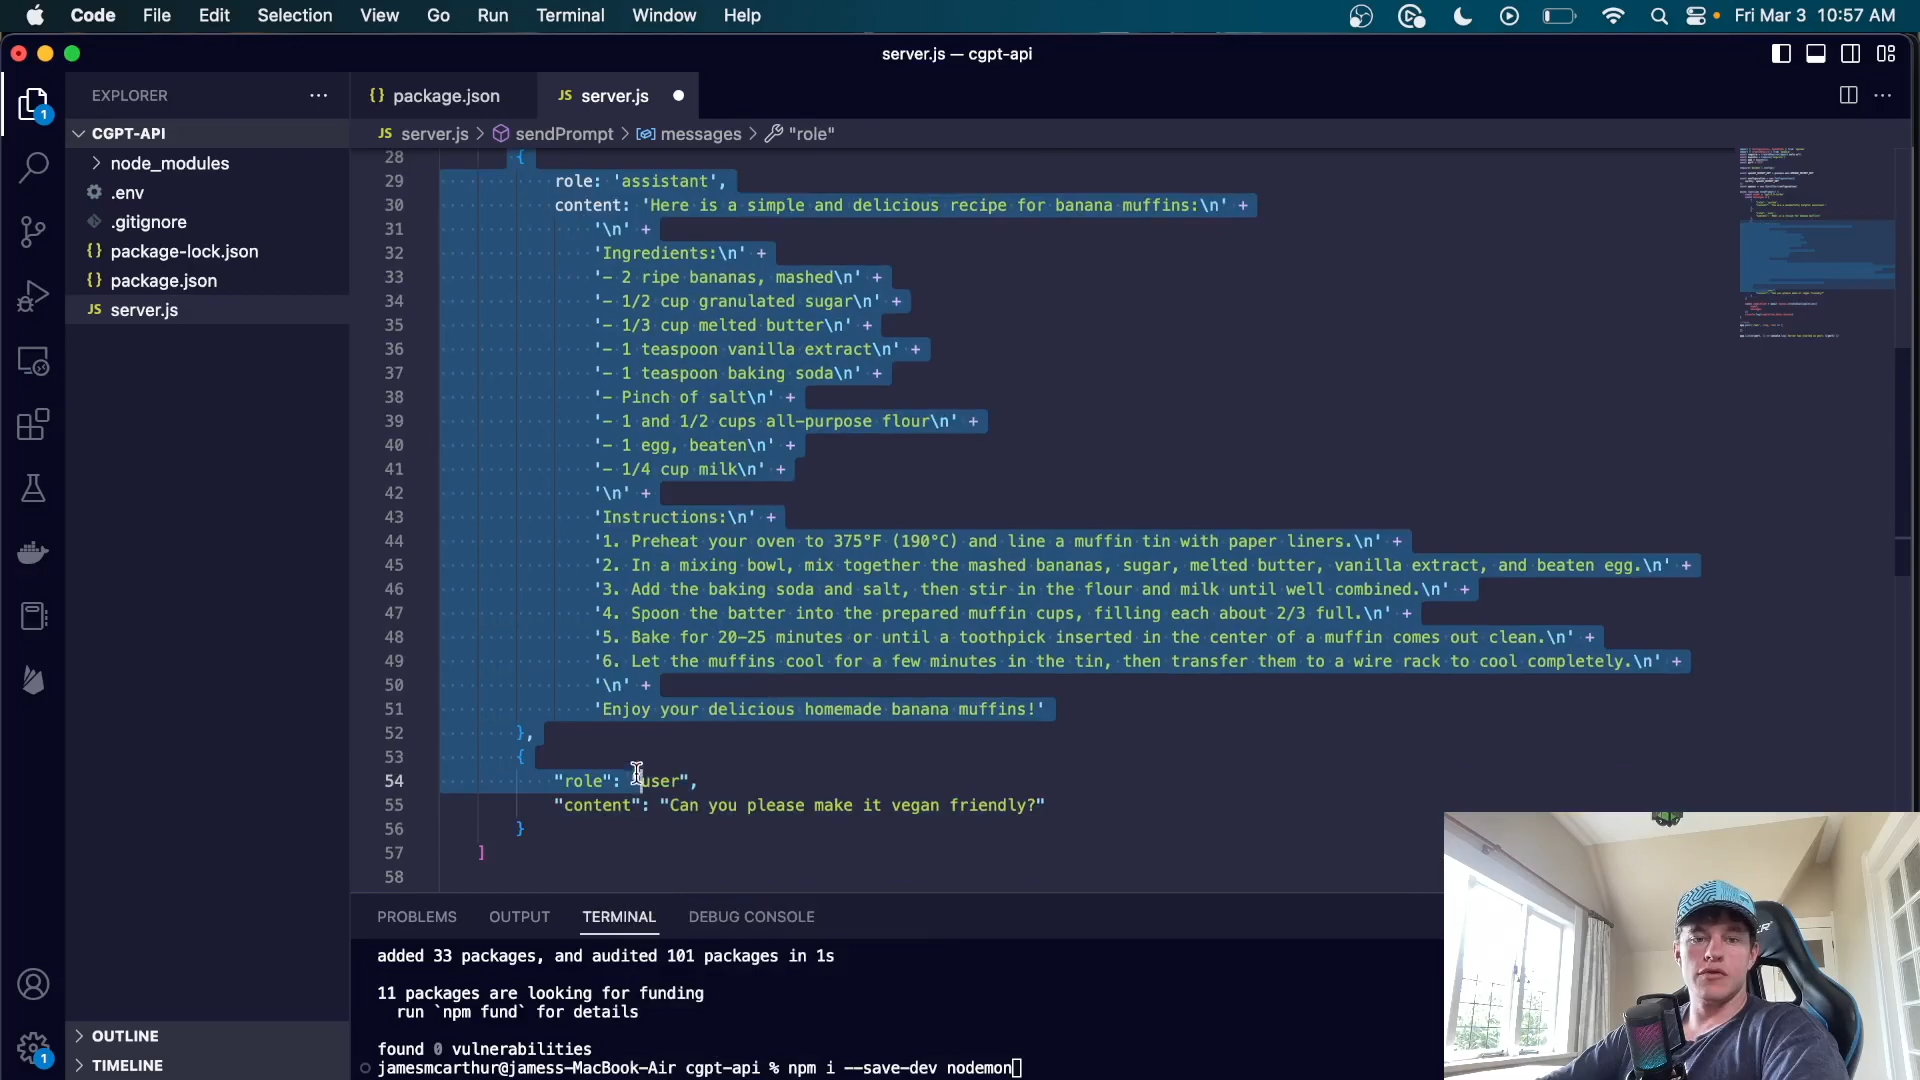 Code File Edit Selection View Go Run Terminal Window Help Fri Mar 3 10:57 AM
server.js — cgpt-api
EXPLORER
CGPT-API
node_modules
.env
.gitignore
{} package-lock.json
{} package.json
JS server.js
OUTLINE
TIMELINE
1
1
{} package.json JS server.js
JS server.js > sendPrompt > messages > "role"
28 {
29 role: 'assistant',
30 content: 'Here is a simple and delicious recipe for banana muffins:\n' +
31 '\n' +
32 'Ingredients:\n' +
33 '- 2 ripe bananas, mashed\n' +
34 '- 1/2 cup granulated sugar\n' +
35 '- 1/3 cup melted butter\n' +
36 '- 1 teaspoon vanilla extract\n' +
37 '- 1 teaspoon baking soda\n' +
38 '- Pinch of salt\n' +
39 '- 1 and 1/2 cups all-purpose flour\n' +
40 '- 1 egg, beaten\n' +
41 '- 1/4 cup milk\n' +
42 '\n' +
43 'Instructions:\n' +
44 '1. Preheat your oven to 375°F (190°C) and line a muffin tin with paper liners.\n' +
45 '2. In a mixing bowl, mix together the mashed bananas, sugar, melted butter, vanilla extract, and beaten egg.\n' +
46 '3. Add the baking soda and salt, then stir in the flour and milk until well combined.\n' +
47 '4. Spoon the batter into the prepared muffin cups, filling each about 2/3 full.\n' +
48 '5. Bake for 20-25 minutes or until a toothpick inserted in the center of a muffin comes out clean.\n' +
49 '6. Let the muffins cool for a few minutes in the tin, then transfer them to a wire rack to cool completely.\n' +
50 '\n' +
51 'Enjoy your delicious homemade banana muffins!'
52 },
53 {
54 "role": "user",
55 "content": "Can you please make it vegan friendly?"
56 }
57 ]
58
PROBLEMS OUTPUT TERMINAL DEBUG CONSOLE
added 33 packages, and audited 101 packages in 1s
11 packages are looking for funding
run `npm fund` for details
found 0 vulnerabilities
jamesmcarthur@jamess-MacBook-Air cgpt-api % npm i --save-dev nodemon